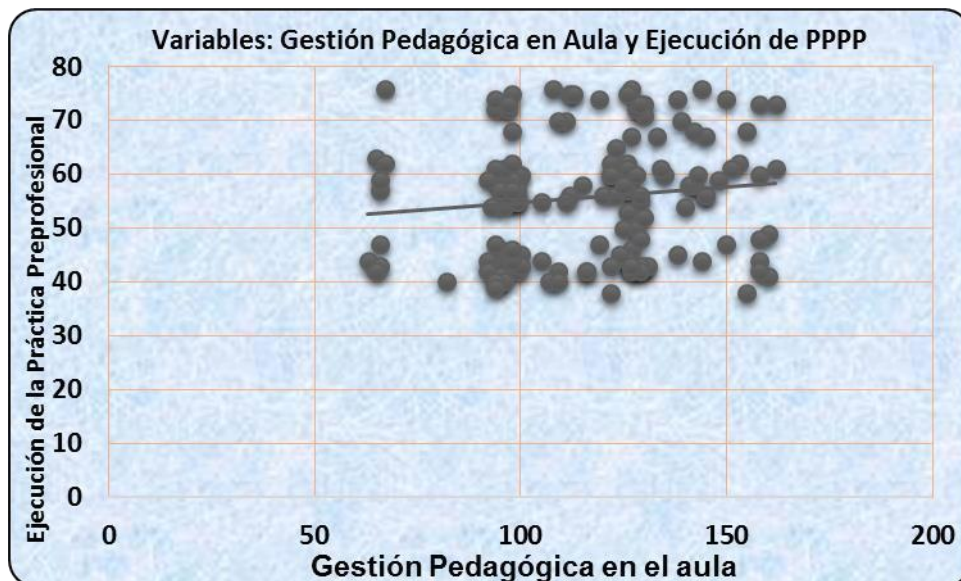 Variables: Gestión Pedagógica en Aula y Ejecución de PPPP
Ejecución de la Práctica Preprofesional
80
70
60
50
40
30
20
10
0
0 50 100 150 200
Gestión Pedagógica en el aula